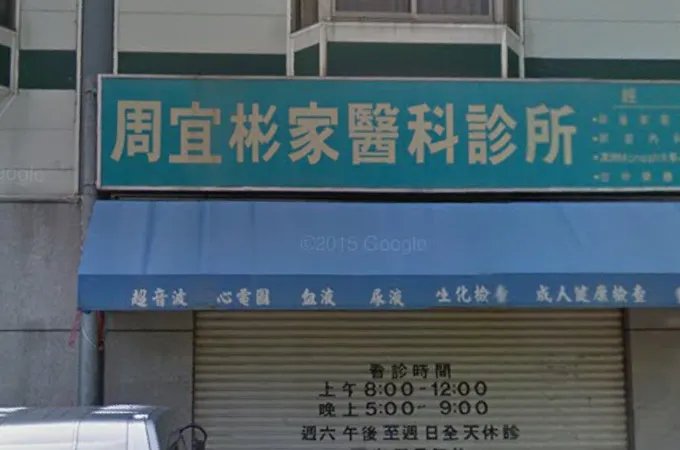 周宜彬家醫科診所
©2015 Google
超音波 心電圖 血液 尿液 生化檢查 成人健康檢查
看診時間
上午8:00-12:00
晚上5:00-9:00
週六午後至週日全天休診